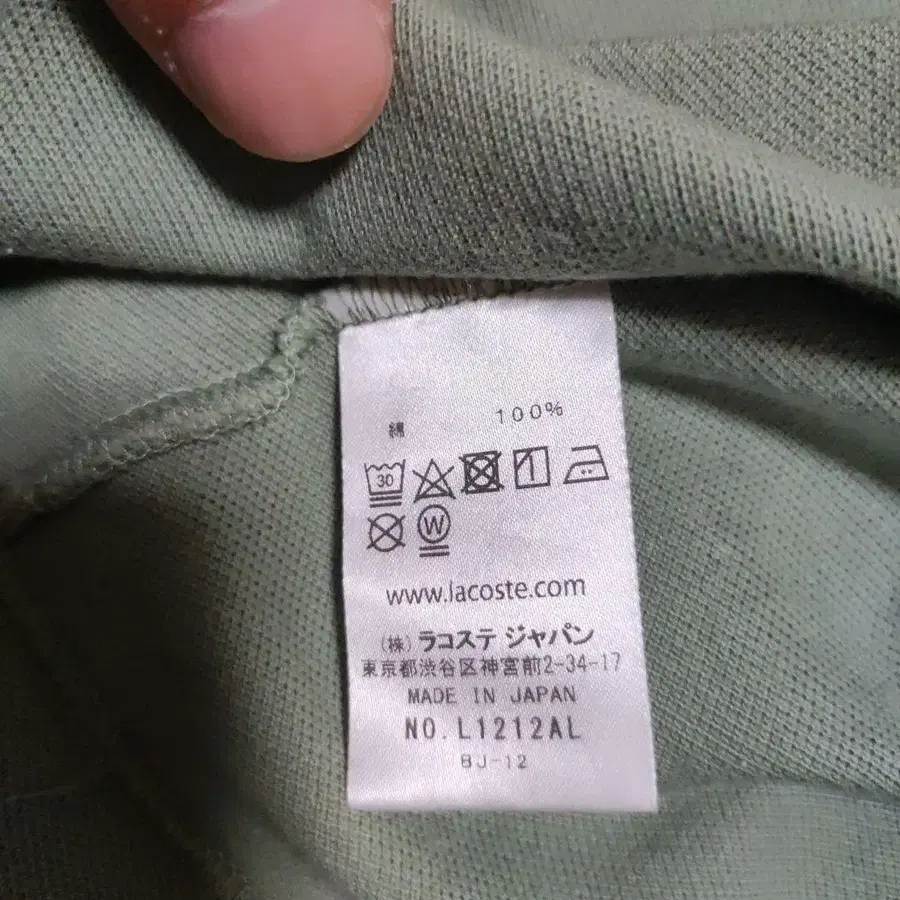 綿 100%
30
W
www.lacoste.com
(株) ラコステ ジャパン
東京都渋谷区神宮前2-34-17
MADE IN JAPAN
NO. L1212AL
BJ-12